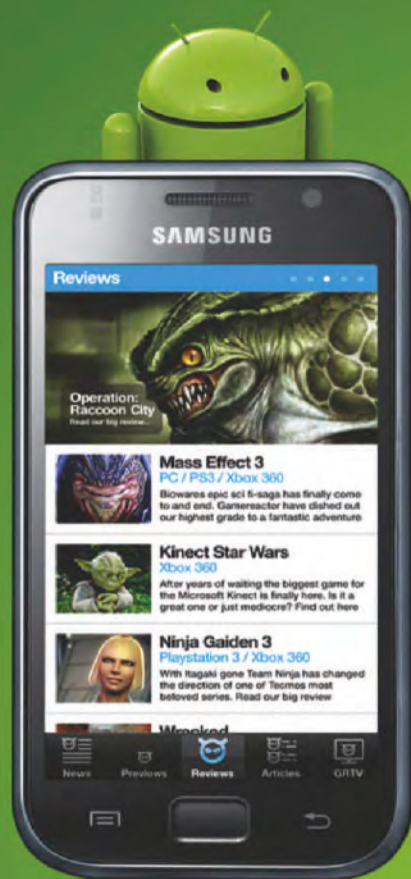 SAMSUNG
Reviews
Operation:
Raccoon City
Read our big review...
Mass Effect 3
PC / PS3 / Xbox 360
Biowares epic sci fi-saga has finally come
to and end. Gamereactor have dished out
our highest grade to a fantastic adventure
Kinect Star Wars
Xbox 360
After years of waiting the biggest game for
the Microsoft Kinect is finally here. Is it a
great one or just mediocre? Find out here
Ninja Gaiden 3
Playstation 3 / Xbox 360
With Itagaki gone Team Ninja has changed
the direction of one of Tecmos most
beloved series. Read our big review
Wrecked
News Previews Reviews Articles GRTV